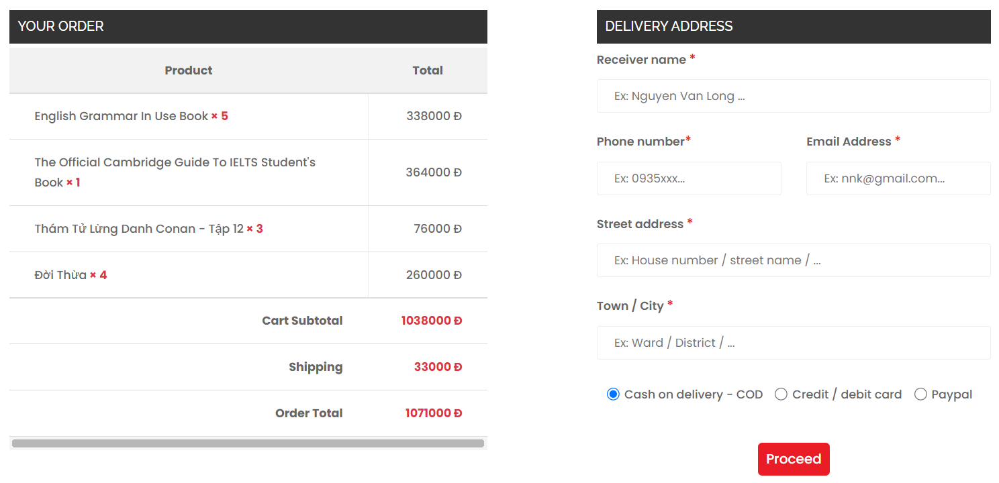 YOUR ORDER
Product Total
English Grammar In Use Book × 5 338000 Đ
The Official Cambridge Guide To IELTS Student's
Book × 1 364000 Đ
Thám Tử Lừng Danh Conan - Tập 12 × 3 76000 Đ
Đời Thừa × 4 260000 Đ
Cart Subtotal 1038000 Đ
Shipping 33000 Đ
Order Total 1071000 Đ
DELIVERY ADDRESS
Receiver name *
Ex: Nguyen Van Long ...
Phone number* Email Address *
Ex: 0935xxx... Ex: nnk@gmail.com...
Street address *
Ex: House number / street name / ...
Town / City *
Ex: Ward / District / ...
Cash on delivery - COD Credit / debit card Paypal
Proceed